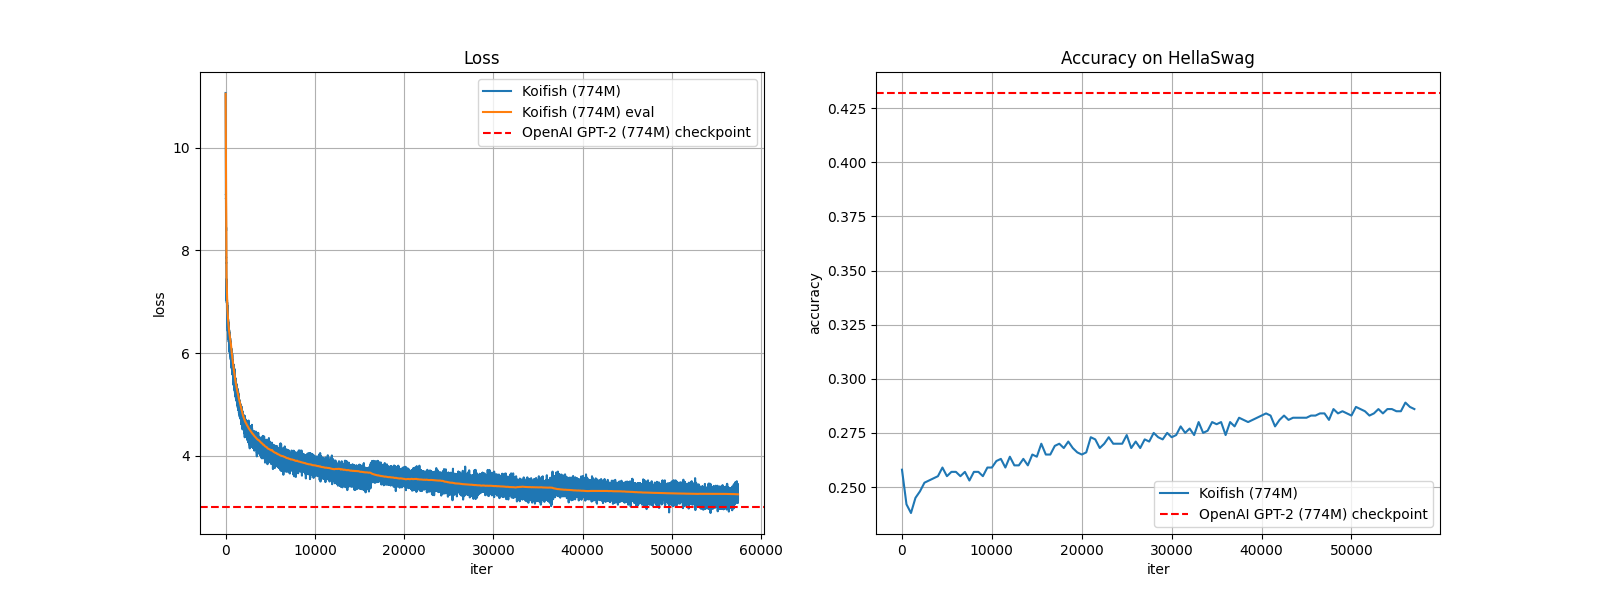 Loss
Koifish (774M)
Koifish (774M) eval
OpenAI GPT-2 (774M) checkpoint
10
8
6
4
loss
0
10000
20000
30000
40000
50000
60000
iter
Accuracy on HellaSwag
0.425
0.400
0.375
0.350
0.325
0.300
0.275
0.250
accuracy
Koifish (774M)
OpenAI GPT-2 (774M) checkpoint
0
10000
20000
30000
40000
50000
iter